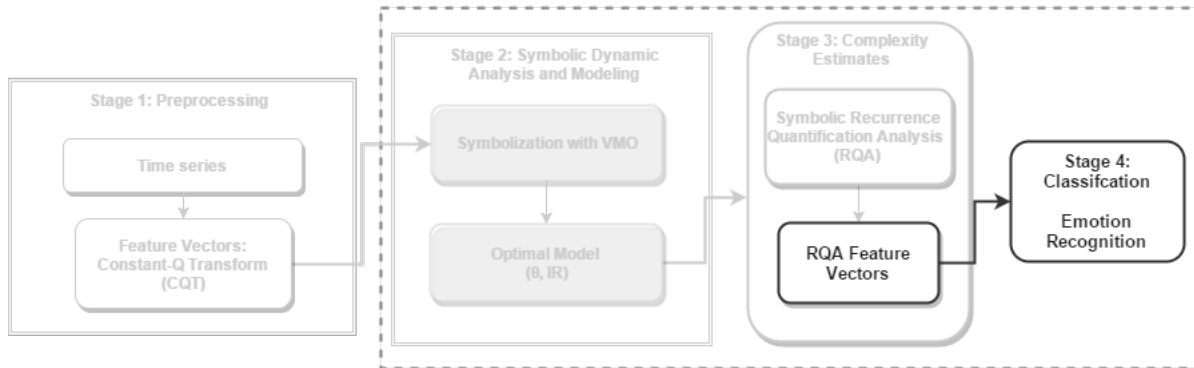 Stage 1: Preprocessing
Time series
Feature Vectors:
Constant-Q Transform
(CQT)
Stage 2: Symbolic Dynamic
Analysis and Modeling
Symbolization with VMO
Optimal Model
(θ, IR)
Stage 3: Complexity
Estimates
Symbolic Recurrence
Quantification Analysis
(RQA)
RQA Feature
Vectors
Stage 4:
Classifcation
Emotion
Recognition